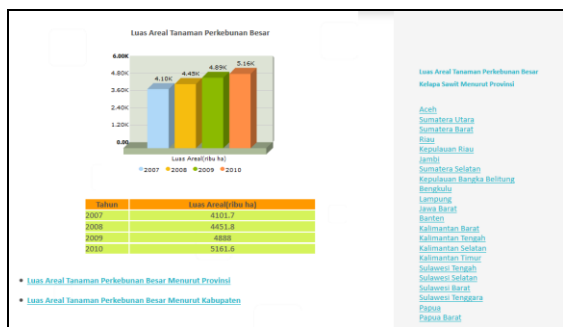 Luas Areal Tanaman Perkebunan Besar
6.00K
4.80K
3.60K
2.40K
1.20K
0.00
4.10K
4.45K
4.89K
5.16K
Luas Areal(ribu ha)
2007 2008 2009 2010
Tahun Luas Areal(ribu ha)
2007 4101.7
2008 4451.8
2009 4888
2010 5161.6
Luas Areal Tanaman Perkebunan Besar Menurut Provinsi
Luas Areal Tanaman Perkebunan Besar Menurut Kabupaten
Luas Areal Tanaman Perkebunan Besar
Kelapa Sawit Menurut Provinsi
Aceh
Sumatera Utara
Sumatera Barat
Riau
Kepulauan Riau
Jambi
Sumatera Selatan
Kepulauan Bangka Belitung
Bengkulu
Lampung
Jawa Barat
Banten
Kalimantan Barat
Kalimantan Tengah
Kalimantan Selatan
Kalimantan Timur
Sulawesi Tengah
Sulawesi Selatan
Sulawesi Barat
Sulawesi Tenggara
Papua
Papua Barat